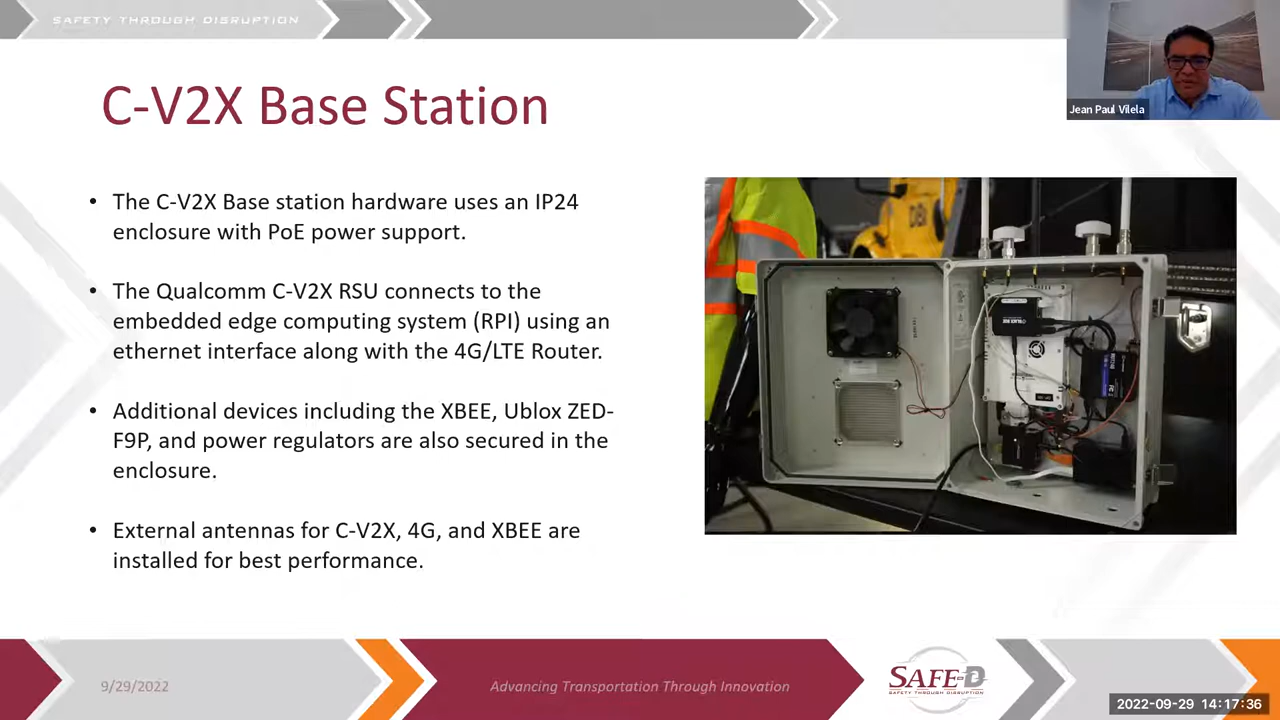 SAFETY THROUGH DISRUPTION
Jean Paul Vilela
C-V2X Base Station
• The C-V2X Base station hardware uses an IP24
enclosure with PoE power support.
• The Qualcomm C-V2X RSU connects to the
embedded edge computing system (RPI) using an
ethernet interface along with the 4G/LTE Router.
• Additional devices including the XBEE, Ublox ZED-
F9P, and power regulators are also secured in the
enclosure.
• External antennas for C-V2X, 4G, and XBEE are
installed for best performance.
9/29/2022
Advancing Transportation Through Innovation
SAFE-D
SAFETY THROUGH DISRUPTION
2022-09-29 14:17:36